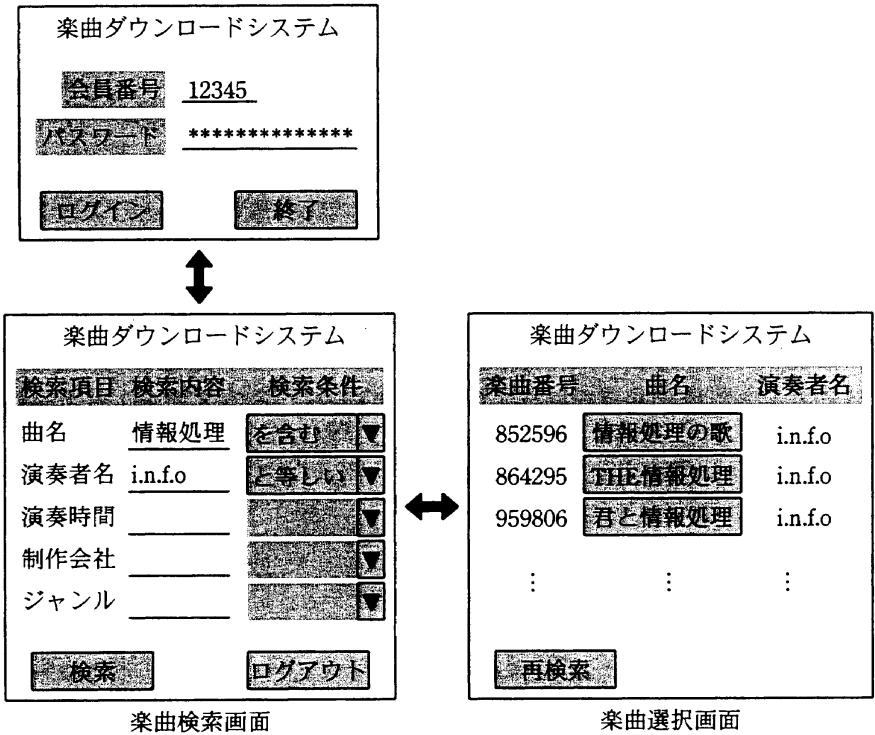 楽曲ダウンロードシステム
会員番号 12345
パスワード **************
ログイン 終了
楽曲ダウンロードシステム
検索項目 検索内容 検索条件
曲名 情報処理 を含む ▼
演奏者名 i.n.f.o と等しい ▼
演奏時間 ▼
制作会社 ▼
ジャンル ▼
検索 ログアウト
楽曲検索画面
楽曲ダウンロードシステム
楽曲番号 曲名 演奏者名
852596 情報処理の歌 i.n.f.o
864295 THE情報処理 i.n.f.o
959806 君と情報処理 i.n.f.o
⋮ ⋮ ⋮
再検索
楽曲選択画面